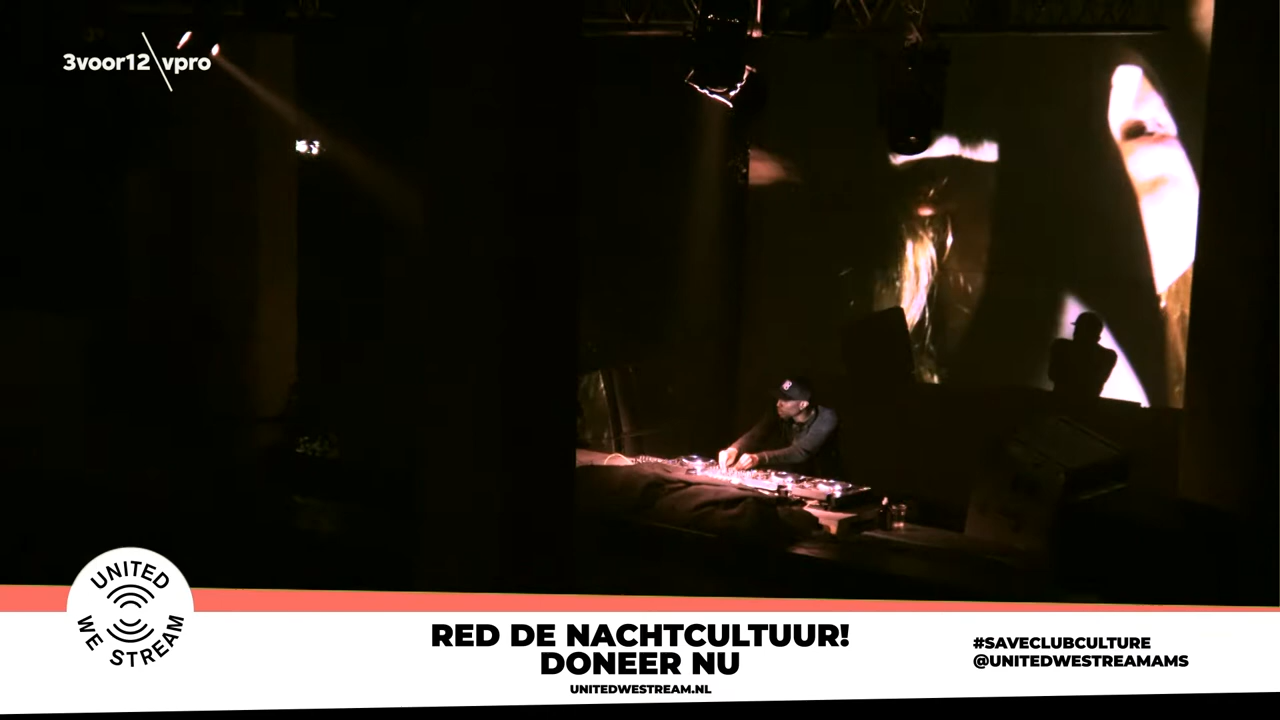 3voor12 vpro
UNITED
WE STREAM
RED DE NACHTCULTUUR!
DONEER NU
UNITEDWESTREAM.NL
#SAVECLUBCULTURE
@UNITEDWESTREAMAMS